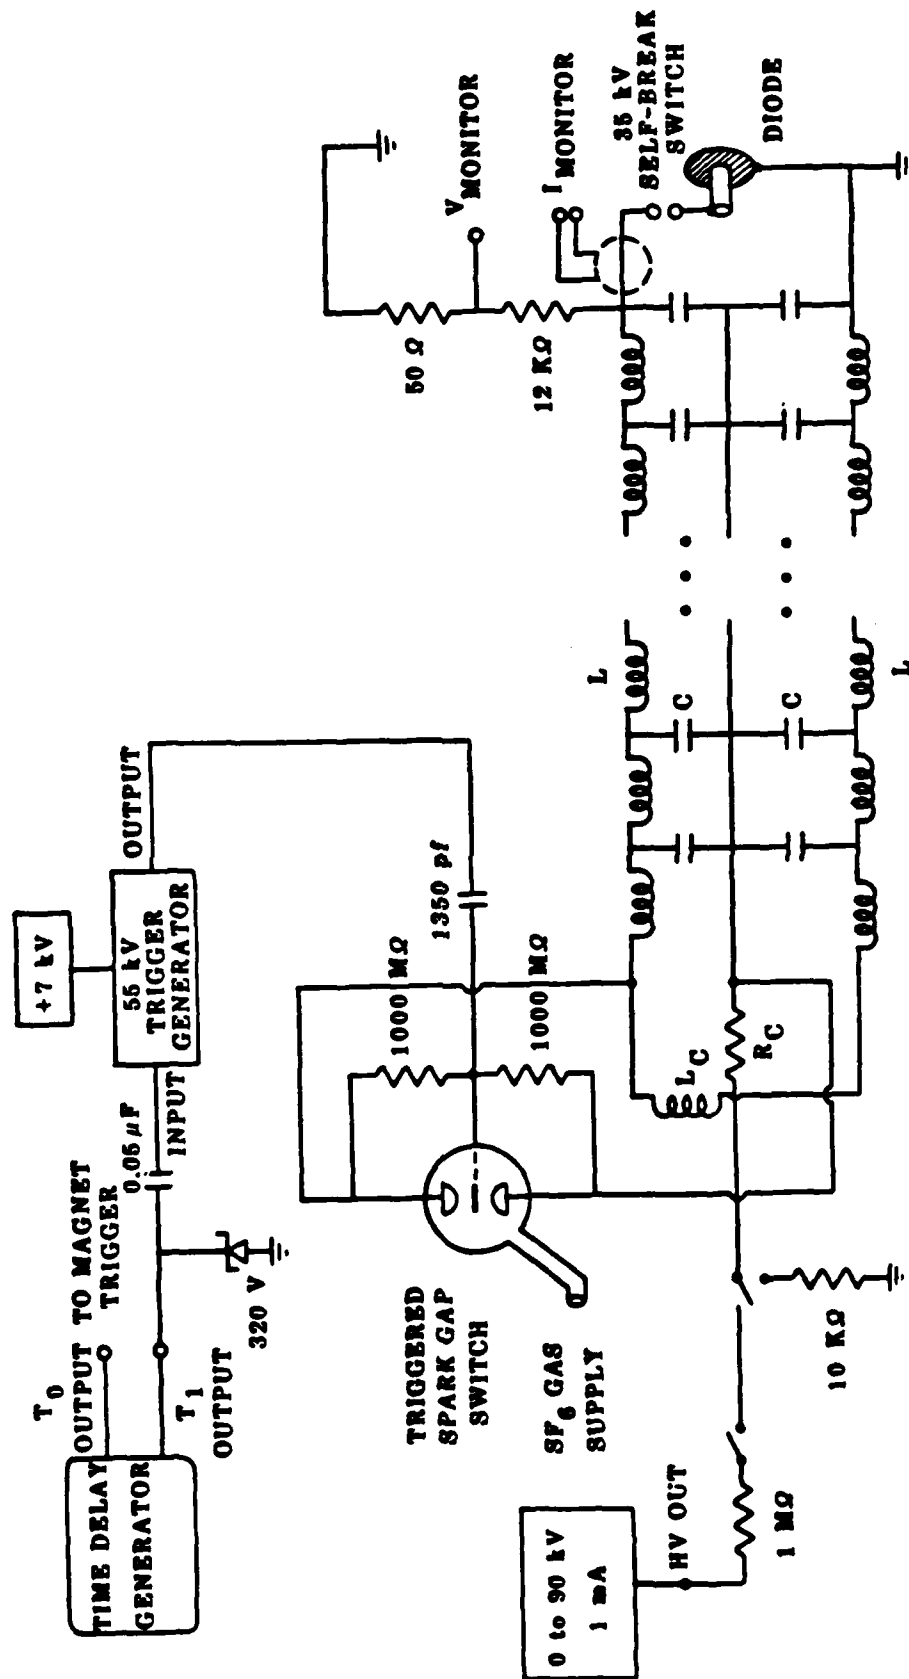 TIME DELAY
GENERATOR
T0
OUTPUT TO MAGNET
TRIGGER
T1
OUTPUT
320 V
0.05 μF
INPUT
+7 kV
55 kV
TRIGGER
GENERATOR
OUTPUT
TRIGGERED
SPARK GAP
SWITCH
SF6 GAS
SUPPLY
1000 MΩ
1000 MΩ
1350 pf
0 to 90 kV
1 mA
HV OUT
1 MΩ
10 KΩ
LC
RC
C
C
L
L
50 Ω
12 KΩ
VMONITOR
IMONITOR
35 kV
SELF-BREAK
SWITCH
DIODE